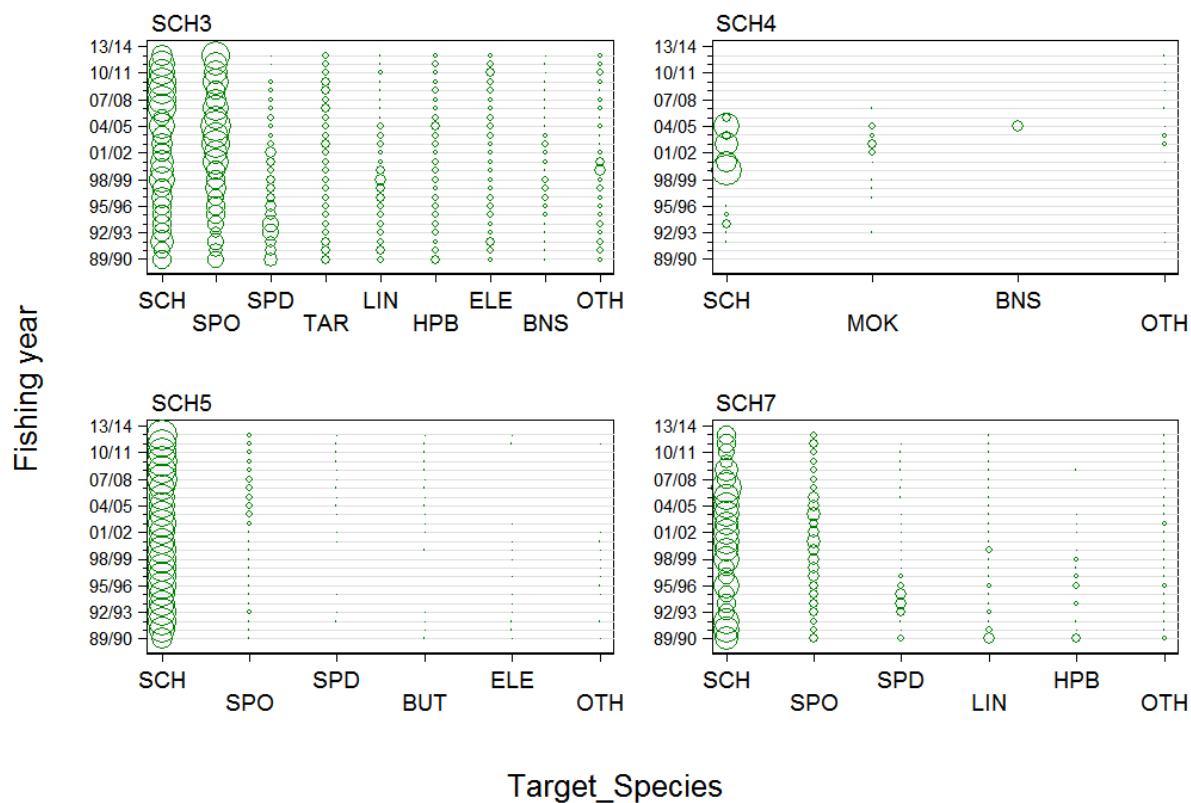 SCH3
13/14
10/11
07/08
04/05
01/02
98/99
95/96
92/93
89/90
SCH SPD LIN ELE OTH
SPO TAR HPB BNS
SCH4
13/14
10/11
07/08
04/05
01/02
98/99
95/96
92/93
89/90
SCH BNS
MOK OTH
Fishing year
SCH5
13/14
10/11
07/08
04/05
01/02
98/99
95/96
92/93
89/90
SCH SPD ELE
SPO BUT OTH
SCH7
13/14
10/11
07/08
04/05
01/02
98/99
95/96
92/93
89/90
SCH SPD HPB
SPO LIN OTH
Target_Species